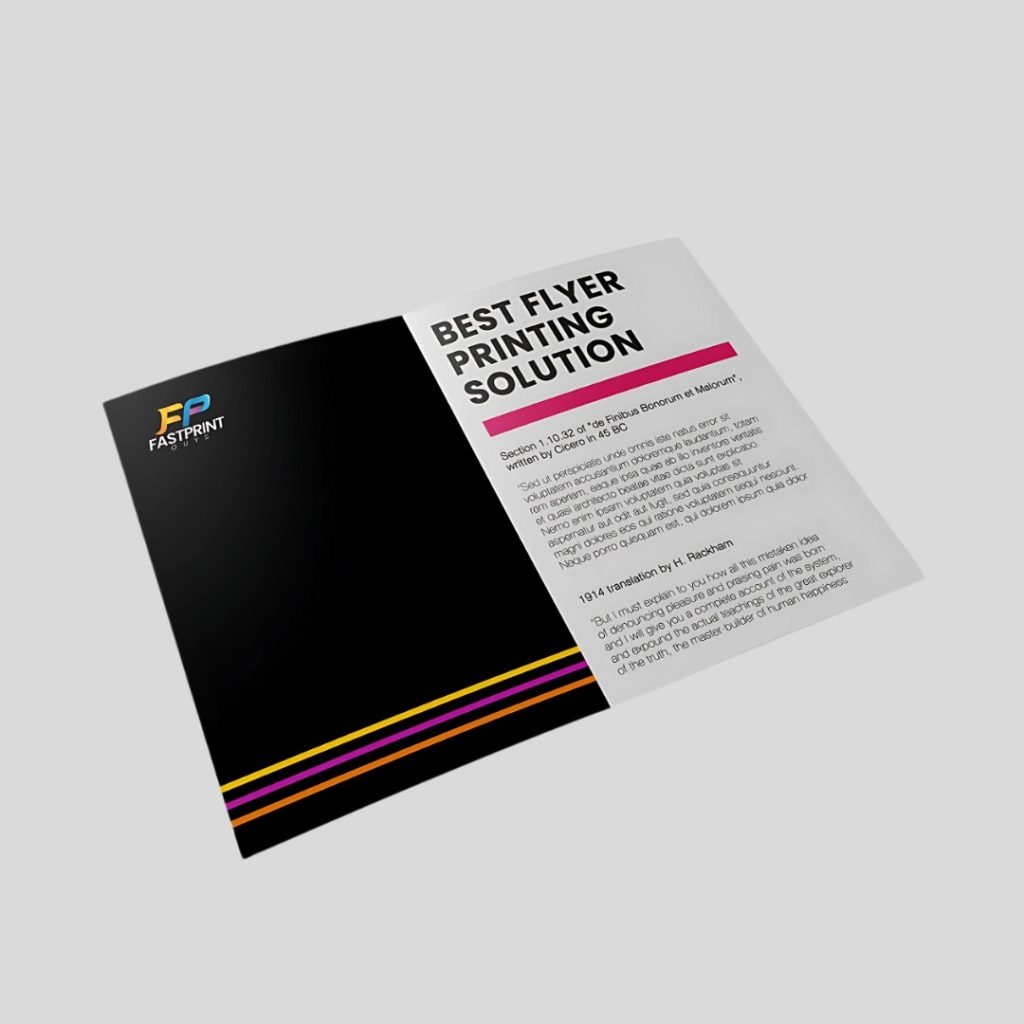 FP
FASTPRINT
GUYS
BEST FLYER
PRINTING
SOLUTION
Section 1.10.32 of "de Finibus Bonorum et Malorum",
written by Cicero in 45 BC
"Sed ut perspiciatis unde omnis iste natus error sit
voluptatem accusantium doloremque laudantium, totam
rem aperiam, eaque ipsa quae ab illo inventore veritatis
et quasi architecto beatae vitae dicta sunt explicabo.
Nemo enim ipsam voluptatem quia voluptas sit
aspernatur aut odit aut fugit, sed quia consequuntur
magni dolores eos qui ratione voluptatem sequi nesciunt.
Neque porro quisquam est, qui dolorem ipsum quia dolor
1914 translation by H. Rackham
"But I must explain to you how all this mistaken idea
of denouncing pleasure and praising pain was born
and I will give you a complete account of the system,
and expound the actual teachings of the great explorer
of the truth, the master-builder of human happiness.